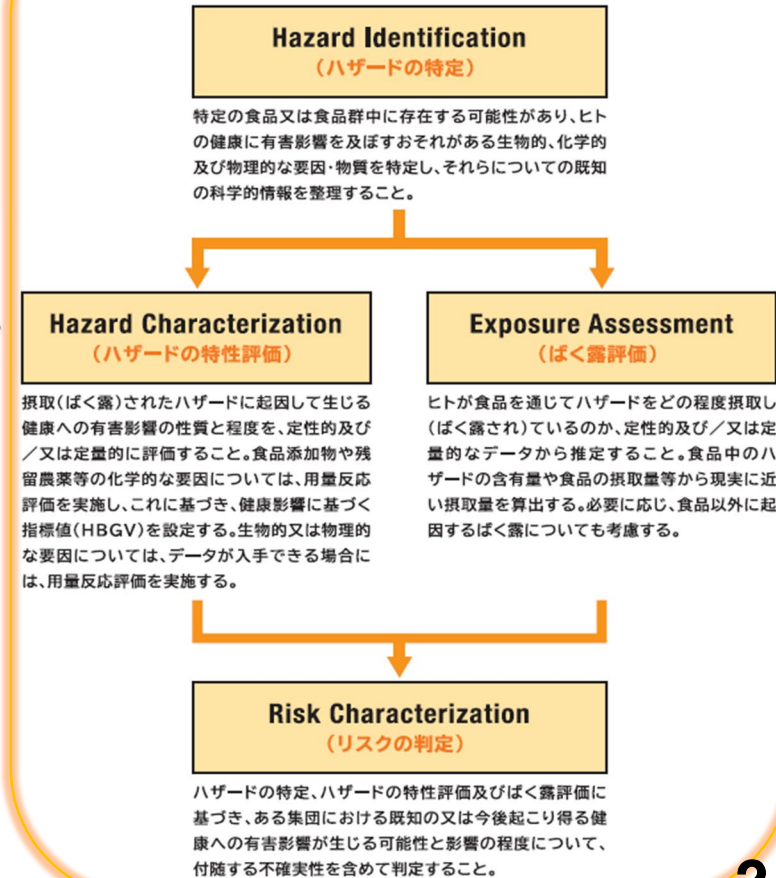 Hazard Identification
（ハザードの特定）
特定の食品又は食品群中に存在する可能性があり、ヒト
の健康に有害影響を及ぼすおそれがある生物的、化学的
及び物理的な要因・物質を特定し、それらについての既知
の科学的情報を整理すること。
Hazard Characterization
（ハザードの特性評価）
摂取（ばく露）されたハザードに起因して生じる
健康への有害影響の性質と程度を、定性的及び
／又は定量的に評価すること。食品添加物や残
留農薬等の化学的な要因については、用量反応
評価を実施し、これに基づき、健康影響に基づく
指標値（HBGV）を設定する。生物的又は物理的
な要因については、データが入手できる場合に
は、用量反応評価を実施する。
Exposure Assessment
（ばく露評価）
ヒトが食品を通じてハザードをどの程度摂取し
（ばく露され）ているのか、定性的及び／又は定
量的なデータから推定すること。食品中のハ
ザードの含有量や食品の摂取量等から現実に近
い摂取量を算出する。必要に応じ、食品以外に起
因するばく露についても考慮する。
Risk Characterization
（リスクの判定）
ハザードの特定、ハザードの特性評価及びばく露評価に
基づき、ある集団における既知の又は今後起こり得る健
康への有害影響が生じる可能性と影響の程度について、
付随する不確実性を含めて判定すること。